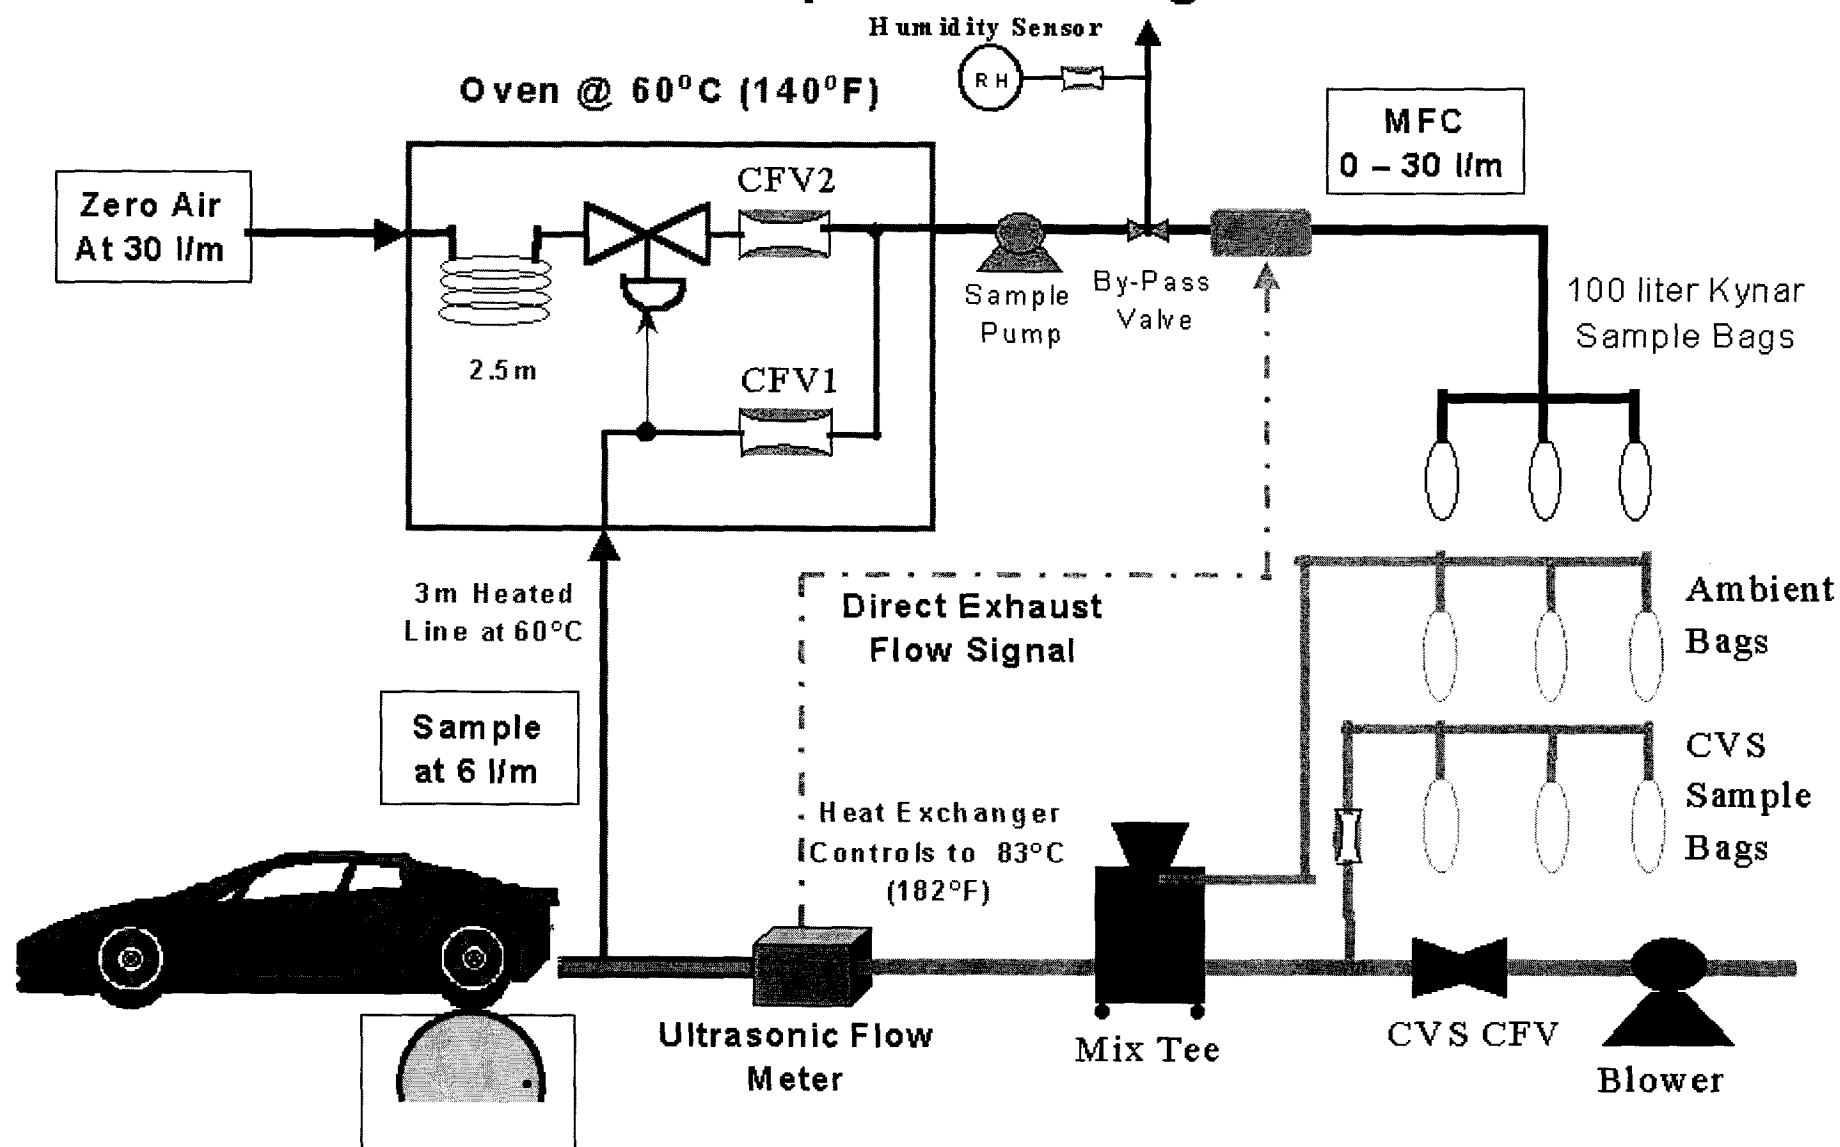 Humidity Sensor
RH
Oven @ 60°C (140°F)
MFC
0 – 30 l/m
Zero Air
At 30 l/m
CFV2
2.5m
CFV1
Sample
Pump
By-Pass
Valve
100 liter Kynar
Sample Bags
3m Heated
Line at 60°C
Direct Exhaust
Flow Signal
Ambient
Bags
Sample
at 6 l/m
CVS
Sample
Bags
Heat Exchanger
Controls to 83°C
(182°F)
Ultrasonic Flow
Meter
Mix Tee
CVS CFV
Blower